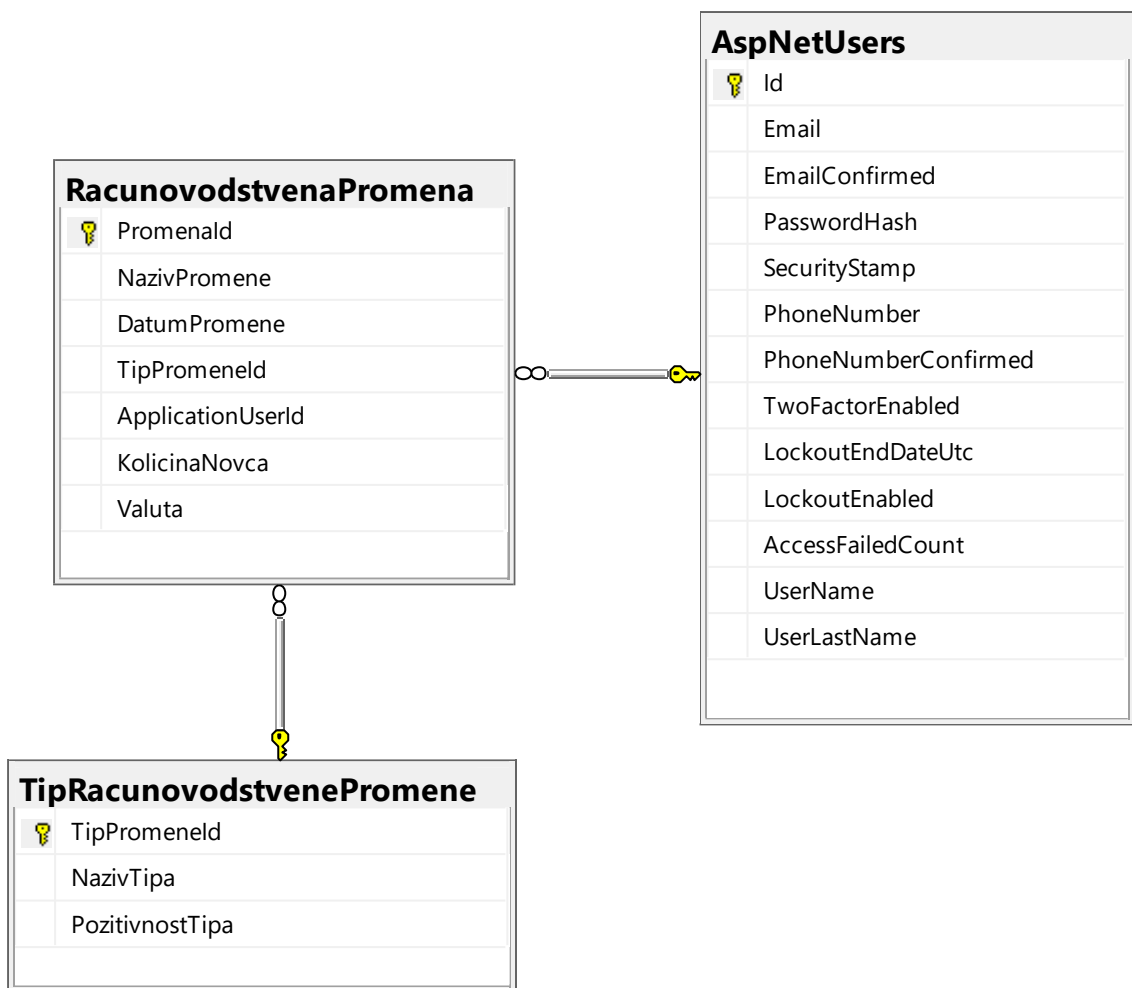 RacunovodstvenaPromena
PromenaId
NazivPromene
DatumPromene
TipPromeneId
ApplicationUserId
KolicinaNovca
Valuta
AspNetUsers
Id
Email
EmailConfirmed
PasswordHash
SecurityStamp
PhoneNumber
PhoneNumberConfirmed
TwoFactorEnabled
LockoutEndDateUtc
LockoutEnabled
AccessFailedCount
UserName
UserLastName
TipRacunovodstvenePromene
TipPromeneId
NazivTipa
PozitivnostTipa